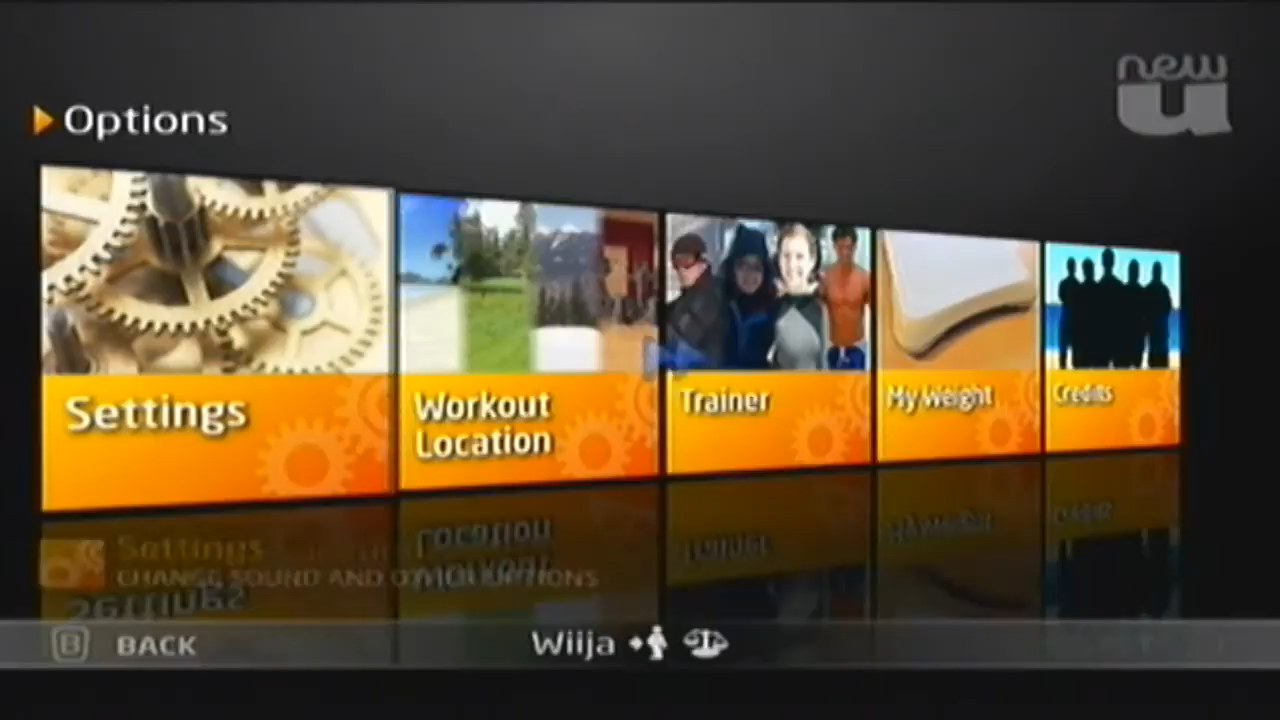 new
u
Options
Settings
Workout
Location
Trainer
My Weight
Credits
Settings
CHANGE SOUND AND OTHER OPTIONS
B BACK
Wiija